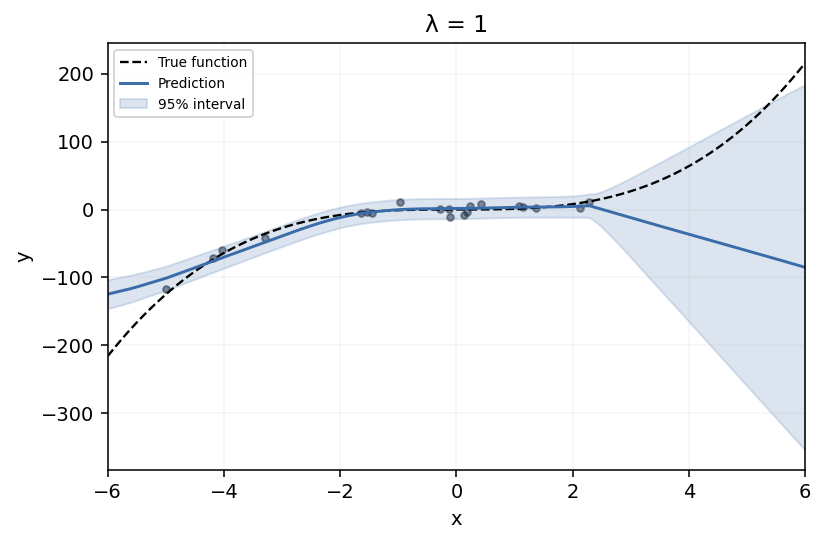 λ = 1
True function
Prediction
95% interval
200
100
0
−100
−200
−300
y
−6
−4
−2
0
2
4
6
x